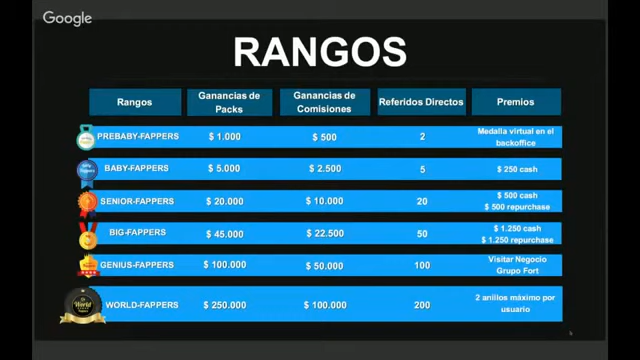 Google
RANGOS
Rangos
Ganancias de
Packs
Ganancias de
Comisiones
Referidos Directos
Premios
PREBABY-FAPPERS
$ 1.000
$ 500
2
Medalla virtual en el
backoffice
BABY-FAPPERS
$ 5.000
$ 2.500
5
$ 250 cash
SENIOR-FAPPERS
$ 20.000
$ 10.000
20
$ 500 cash
$ 500 repurchase
BIG-FAPPERS
$ 45.000
$ 22.500
50
$ 1.250 cash
$ 1.250 repurchase
GENIUS-FAPPERS
$ 100.000
$ 50.000
100
Visitar Negocio
Grupo Fort
World
WORLD-FAPPERS
$ 250.000
$ 100.000
200
2 anillos máximo por
usuario